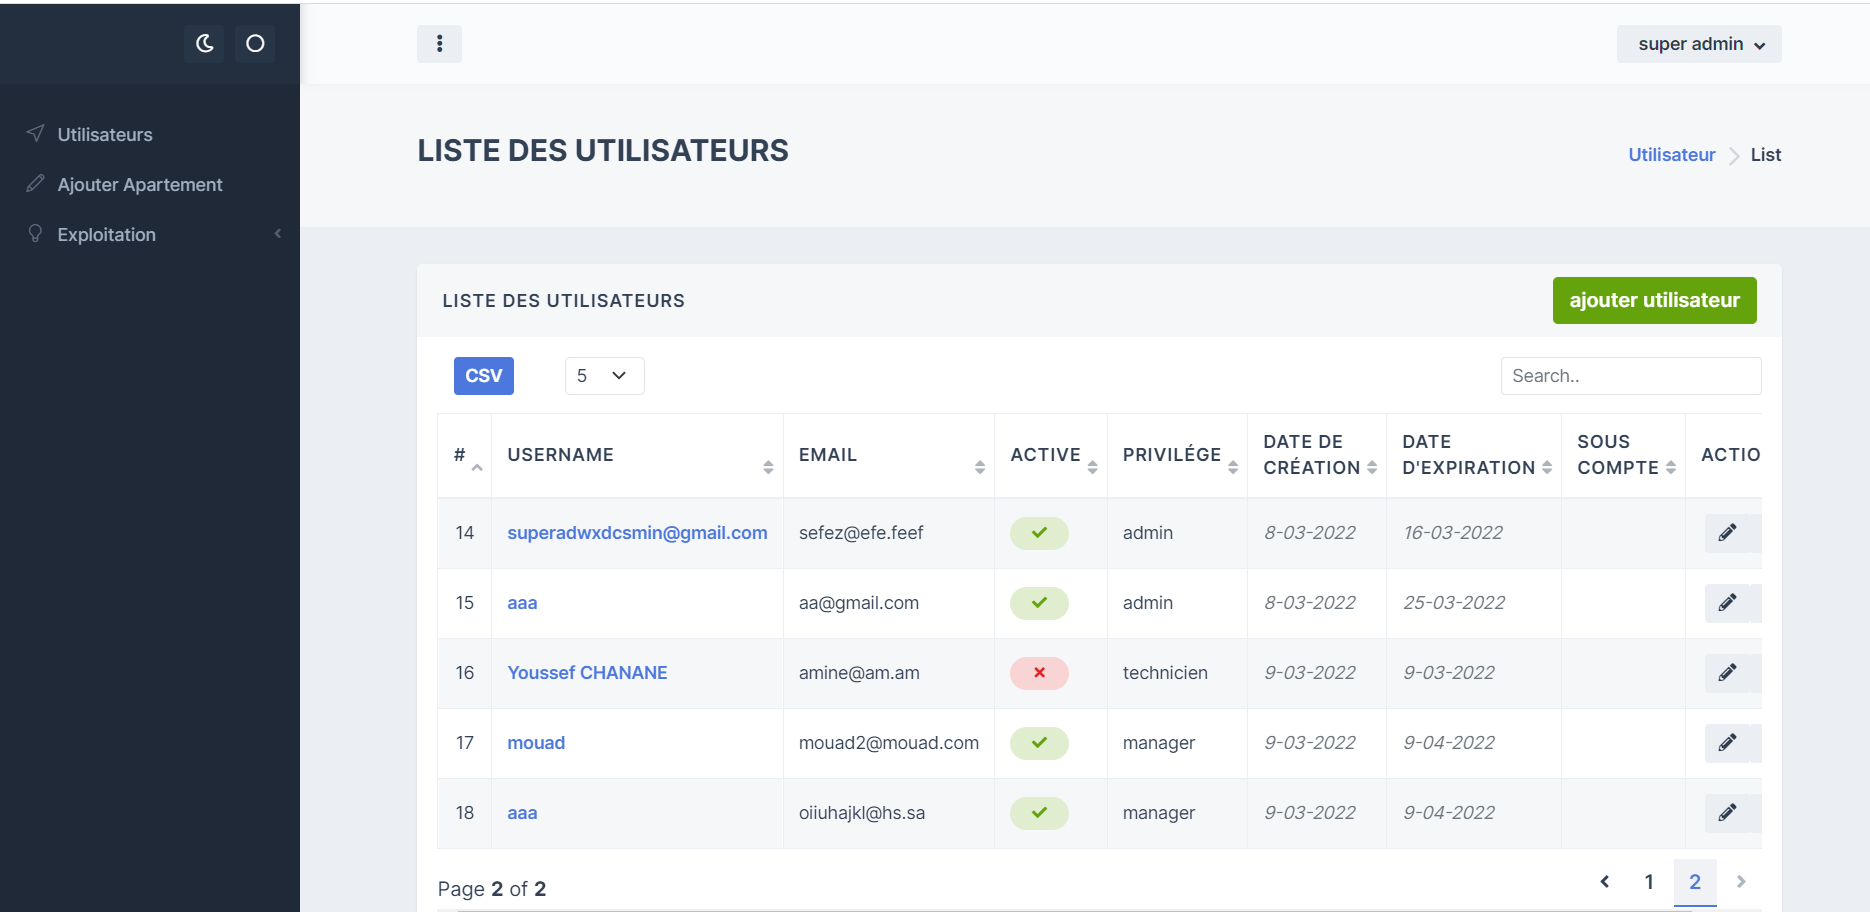 super admin
Utilisateurs
Ajouter Apartement
Exploitation
LISTE DES UTILISATEURS
Utilisateur List
LISTE DES UTILISATEURS
ajouter utilisateur
CSV 5 Search..
# USERNAME EMAIL ACTIVE PRIVILÉGE DATE DE CRÉATION DATE D'EXPIRATION SOUS COMPTE ACTIO
14 superadwxdcsmin@gmail.com sefez@efe.feef admin 8-03-2022 16-03-2022
15 aaa aa@gmail.com admin 8-03-2022 25-03-2022
16 Youssef CHANANE amine@am.am technicien 9-03-2022 9-03-2022
17 mouad mouad2@mouad.com manager 9-03-2022 9-04-2022
18 aaa oiiuhajkl@hs.sa manager 9-03-2022 9-04-2022
Page 2 of 2 1 2